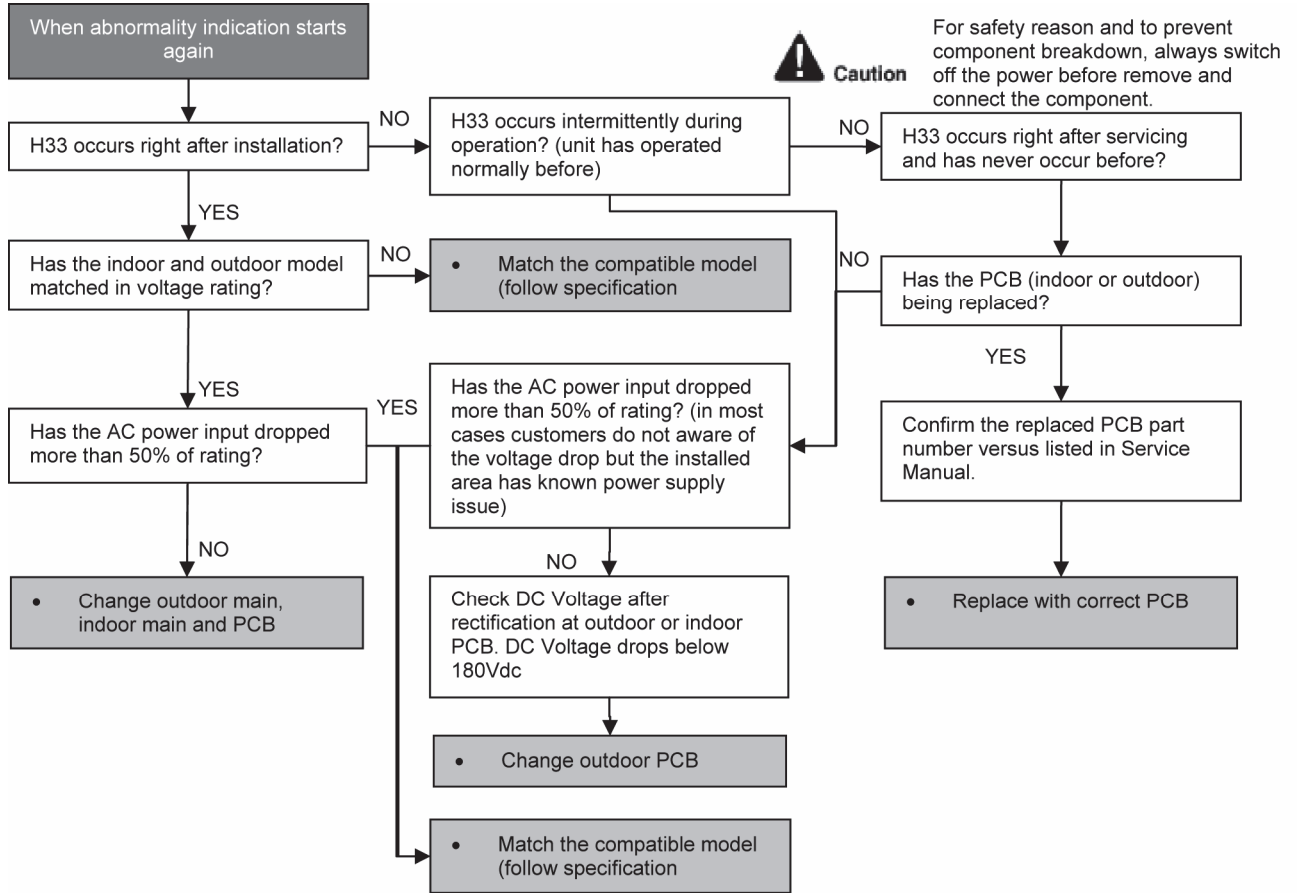 When abnormality indication starts
again
Caution
For safety reason and to prevent
component breakdown, always switch
off the power before remove and
connect the component.
H33 occurs right after installation?
NO
H33 occurs intermittently during
operation? (unit has operated
normally before)
NO
H33 occurs right after servicing
and has never occur before?
YES
Has the indoor and outdoor model
matched in voltage rating?
NO
• Match the compatible model
(follow specification
NO
Has the PCB (indoor or outdoor)
being replaced?
YES
YES
Has the AC power input dropped
more than 50% of rating?
YES
Has the AC power input dropped
more than 50% of rating? (in most
cases customers do not aware of
the voltage drop but the installed
area has known power supply
issue)
Confirm the replaced PCB part
number versus listed in Service
Manual.
NO
• Change outdoor main,
indoor main and PCB
NO
Check DC Voltage after
rectification at outdoor or indoor
PCB. DC Voltage drops below
180Vdc
• Replace with correct PCB
• Change outdoor PCB
• Match the compatible model
(follow specification